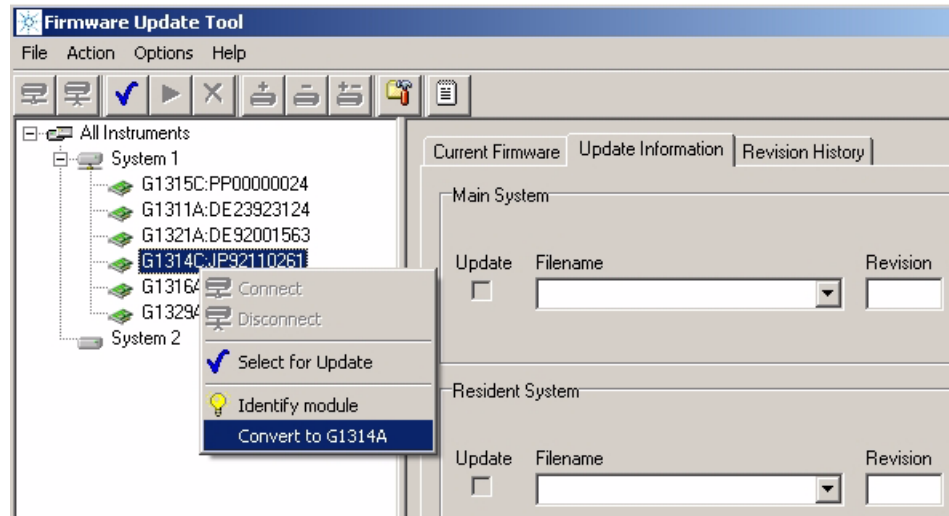 Firmware Update Tool
File Action Options Help
All Instruments
System 1
G1315C:PP00000024
G1311A:DE23923124
G1321A:DE92001563
G1314C:JP92110261
G1316A
G1329A
System 2
Connect
Disconnect
Select for Update
Identify module
Convert to G1314A
Current Firmware Update Information Revision History
Main System
Update Filename Revision
Resident System
Update Filename Revision